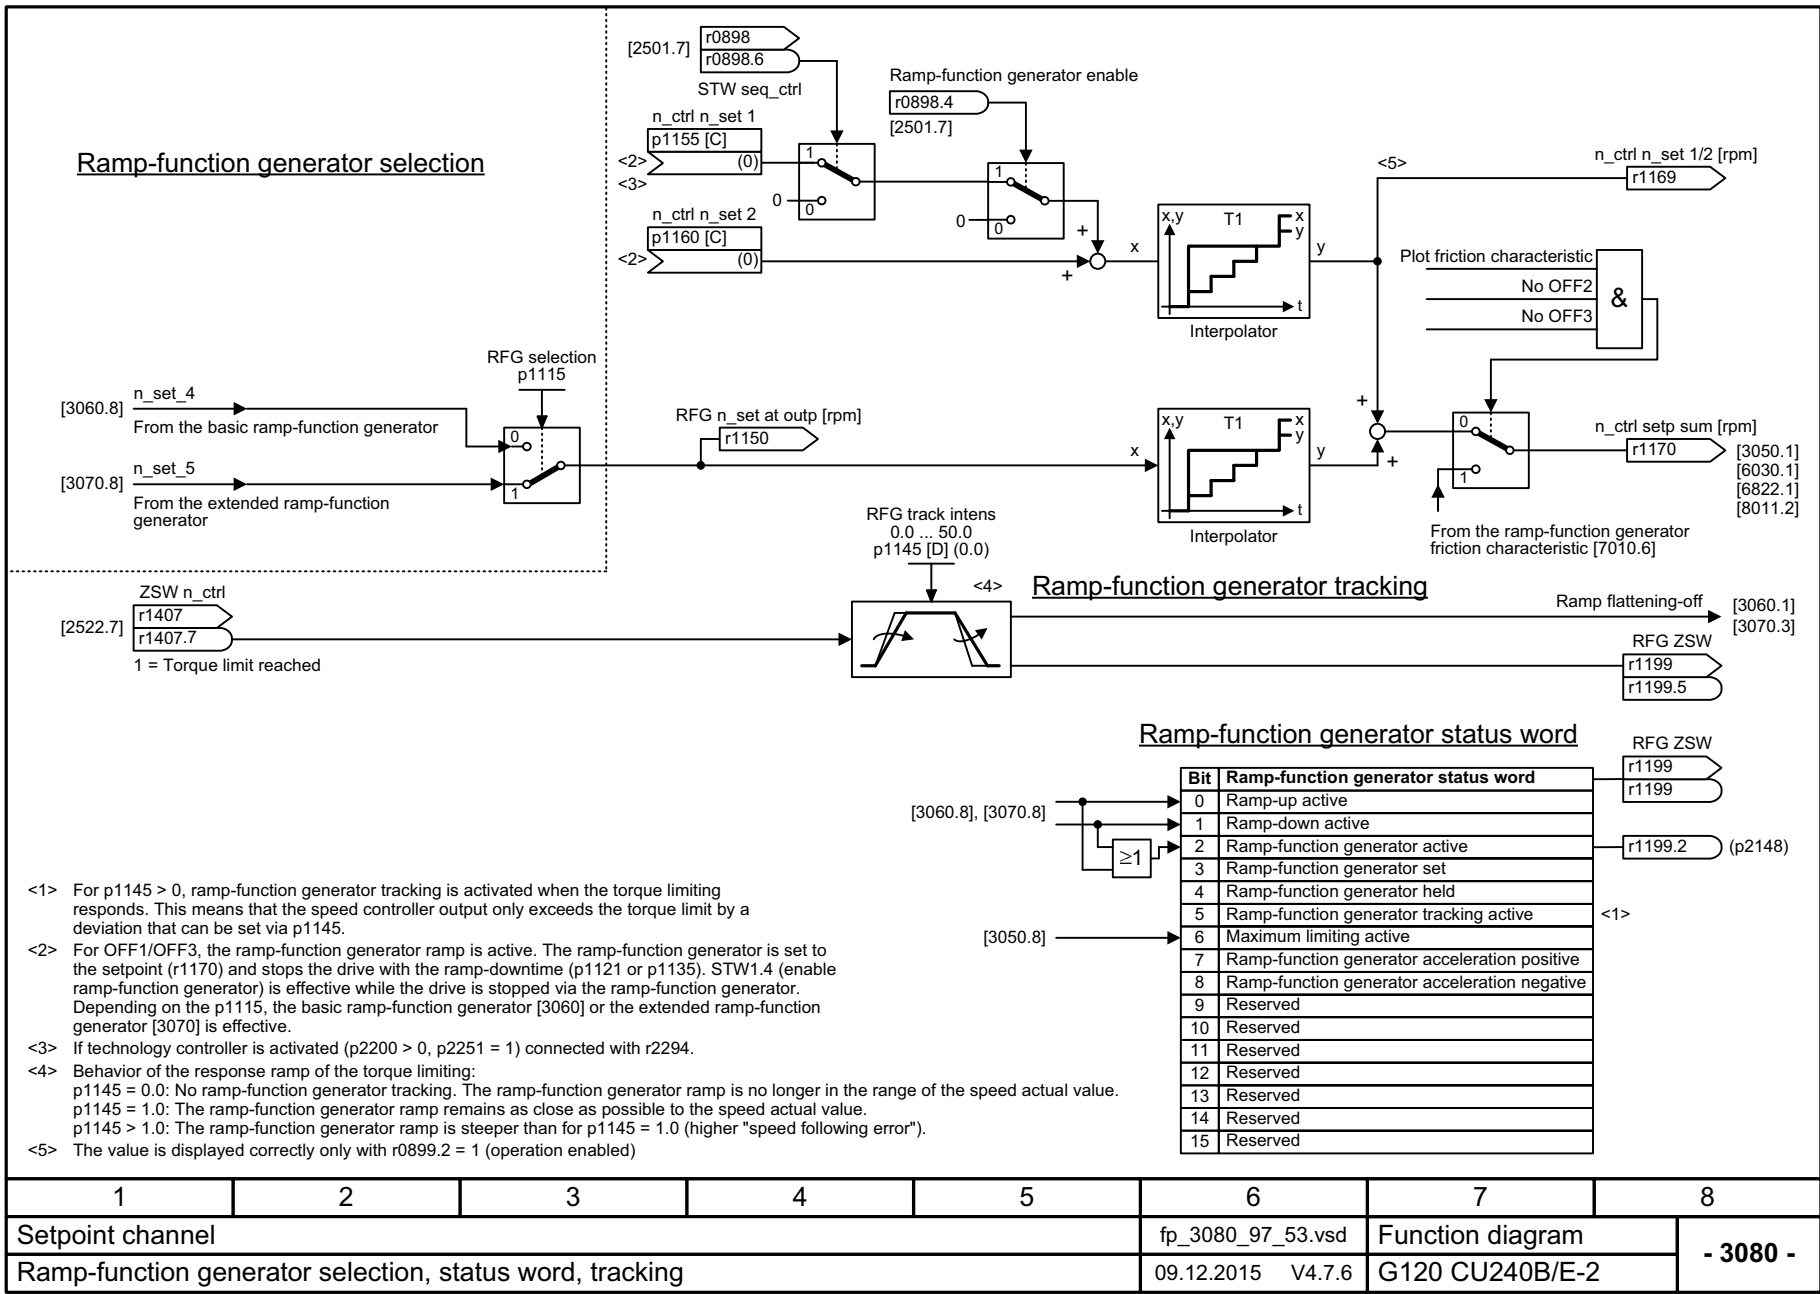 Ramp-function generator selection
[2501.7]
r0898
r0898.6
STW seq_ctrl
Ramp-function generator enable
r0898.4
[2501.7]
n_ctrl n_set 1
p1155 [C]
(0)
<2>
<3>
1
0
0
1
0
0
n_ctrl n_set 2
p1160 [C]
(0)
<2>
+
+
x
x,y
T1
x
y
t
Interpolator
y
<5>
n_ctrl n_set 1/2 [rpm]
r1169
Plot friction characteristic
No OFF2
No OFF3
&
RFG selection
p1115
[3060.8]
n_set_4
From the basic ramp-function generator
0
[3070.8]
n_set_5
From the extended ramp-function
generator
1
RFG n_set at outp [rpm]
r1150
x
x,y
T1
x
y
t
Interpolator
y
+
+
0
1
n_ctrl setp sum [rpm]
r1170
[3050.1]
[6030.1]
[6822.1]
[8011.2]
From the ramp-function generator
friction characteristic [7010.6]
RFG track intens
0.0 ... 50.0
p1145 [D] (0.0)
<4>
Ramp-function generator tracking
ZSW n_ctrl
[2522.7]
r1407
r1407.7
1 = Torque limit reached
Ramp flattening-off
[3060.1]
[3070.3]
RFG ZSW
r1199
r1199.5
Ramp-function generator status word
RFG ZSW
r1199
r1199
Bit Ramp-function generator status word
[3060.8], [3070.8]
≥1
0 Ramp-up active
1 Ramp-down active
2 Ramp-function generator active
r1199.2 (p2148)
3 Ramp-function generator set
4 Ramp-function generator held
5 Ramp-function generator tracking active <1>
[3050.8]
6 Maximum limiting active
7 Ramp-function generator acceleration positive
8 Ramp-function generator acceleration negative
9 Reserved
10 Reserved
11 Reserved
12 Reserved
13 Reserved
14 Reserved
15 Reserved
<1> For p1145 > 0, ramp-function generator tracking is activated when the torque limiting
responds. This means that the speed controller output only exceeds the torque limit by a
deviation that can be set via p1145.
<2> For OFF1/OFF3, the ramp-function generator ramp is active. The ramp-function generator is set to
the setpoint (r1170) and stops the drive with the ramp-downtime (p1121 or p1135). STW1.4 (enable
ramp-function generator) is effective while the drive is stopped via the ramp-function generator.
Depending on the p1115, the basic ramp-function generator [3060] or the extended ramp-function
generator [3070] is effective.
<3> If technology controller is activated (p2200 > 0, p2251 = 1) connected with r2294.
<4> Behavior of the response ramp of the torque limiting:
p1145 = 0.0: No ramp-function generator tracking. The ramp-function generator ramp is no longer in the range of the speed actual value.
p1145 = 1.0: The ramp-function generator ramp remains as close as possible to the speed actual value.
p1145 > 1.0: The ramp-function generator ramp is steeper than for p1145 = 1.0 (higher "speed following error").
<5> The value is displayed correctly only with r0899.2 = 1 (operation enabled)
1 2 3 4 5 6 7 8
Setpoint channel
fp_3080_97_53.vsd
Function diagram
- 3080 -
Ramp-function generator selection, status word, tracking
09.12.2015 V4.7.6
G120 CU240B/E-2